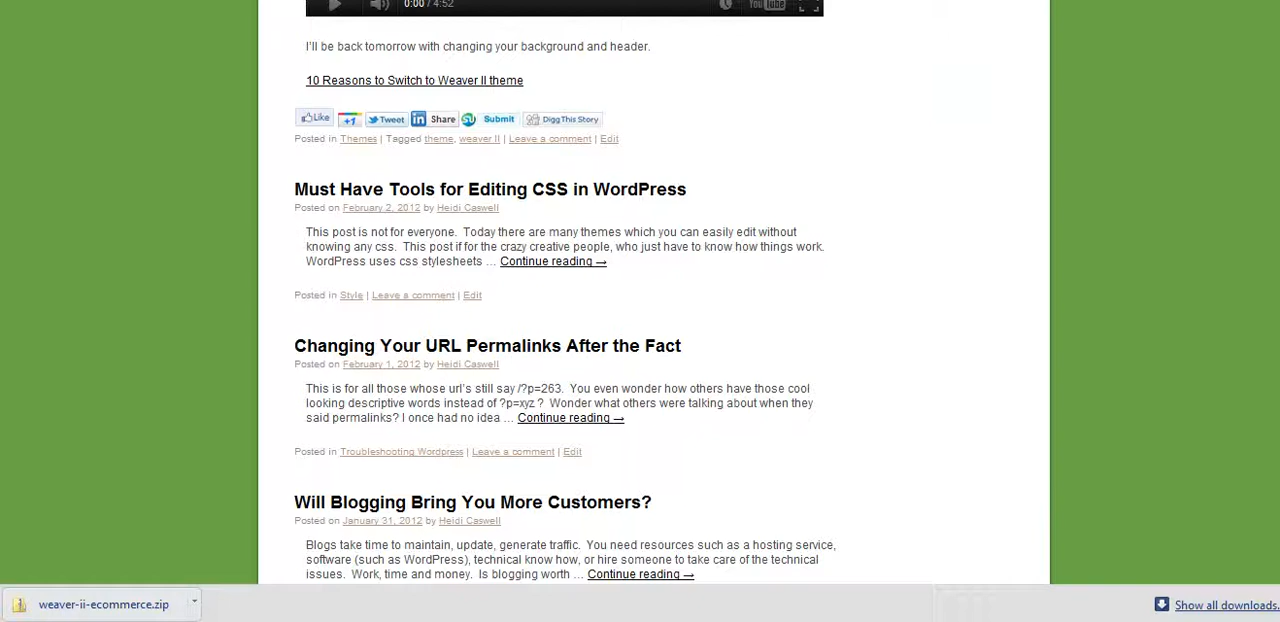 0:00 / 4:52 You Tube
I'll be back tomorrow with changing your background and header.
10 Reasons to Switch to Weaver II theme
Like +1 Tweet in Share Submit Digg This Story
Posted in Themes | Tagged theme, weaver II | Leave a comment | Edit
Must Have Tools for Editing CSS in WordPress
Posted on February 2, 2012 by Heidi Caswell
This post is not for everyone. Today there are many themes which you can easily edit without
knowing any css. This post if for the crazy creative people, who just have to know how things work.
WordPress uses css stylesheets ... Continue reading →
Posted in Style | Leave a comment | Edit
Changing Your URL Permalinks After the Fact
Posted on February 1, 2012 by Heidi Caswell
This is for all those whose url's still say /?p=263. You even wonder how others have those cool
looking descriptive words instead of ?p=xyz ? Wonder what others were talking about when they
said permalinks? I once had no idea ... Continue reading →
Posted in Troubleshooting Wordpress | Leave a comment | Edit
Will Blogging Bring You More Customers?
Posted on January 31, 2012 by Heidi Caswell
Blogs take time to maintain, update, generate traffic. You need resources such as a hosting service,
software (such as WordPress), technical know how, or hire someone to take care of the technical
issues. Work, time and money. Is blogging worth ... Continue reading →
weaver-ii-ecommerce.zip
Show all downloads.